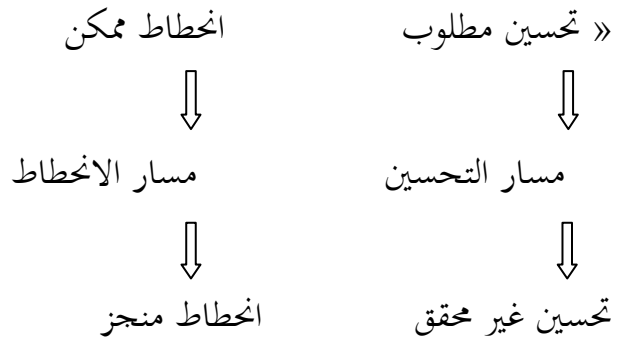 « تحسين مطلوب انحطاط ممكن
مسار التحسين مسار الانحطاط
تحسين غير محقق انحطاط منجز